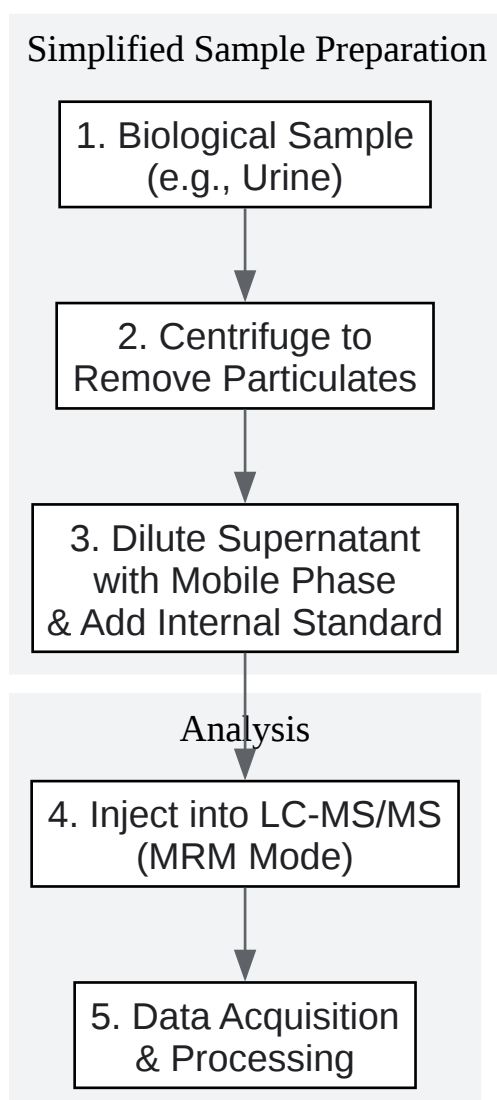 Simplified Sample Preparation
1. Biological Sample
(e.g., Urine)
2. Centrifuge to
Remove Particulates
3. Dilute Supernatant
with Mobile Phase
& Add Internal Standard
Analysis
4. Inject into LC-MS/MS
(MRM Mode)
5. Data Acquisition
& Processing